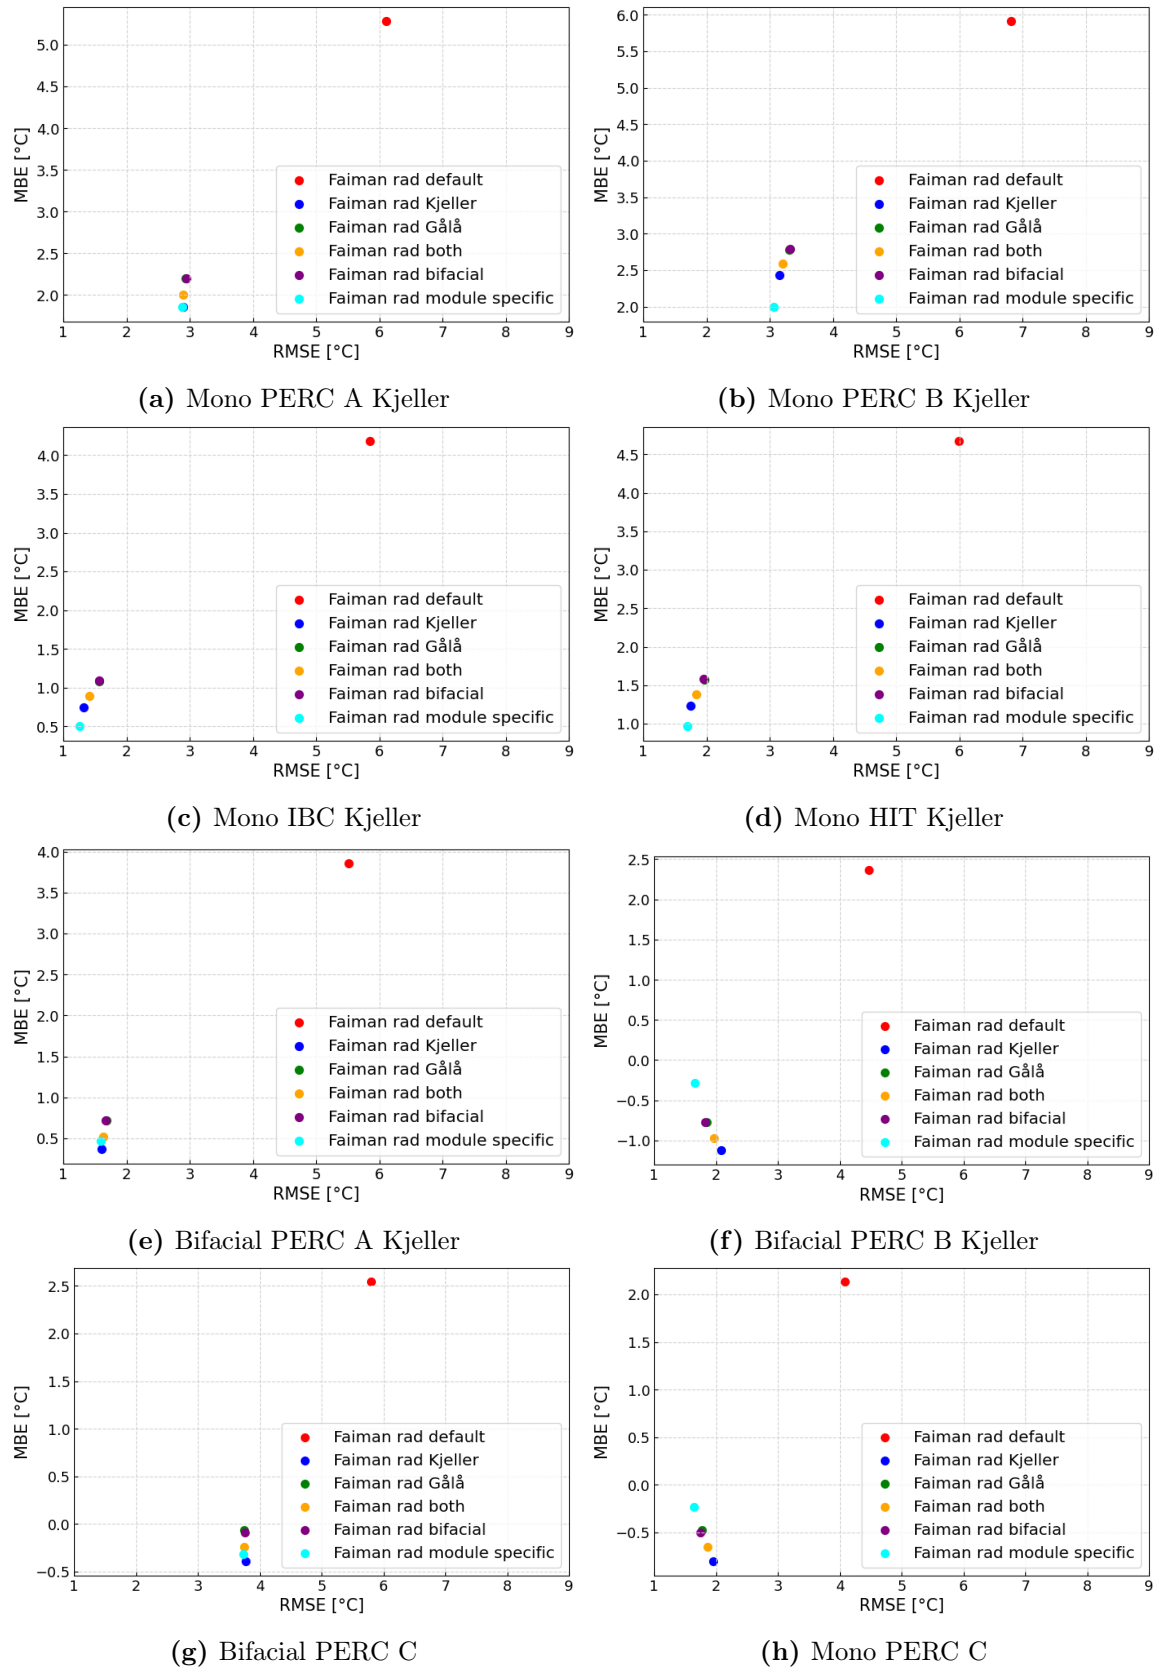 5.0
4.5
4.0
3.5
3.0
2.5
2.0
MBE [°C]
Faiman rad default
Faiman rad Kjeller
Faiman rad Gålå
Faiman rad both
Faiman rad bifacial
Faiman rad module specific
1 2 3 4 5 6 7 8 9
RMSE [°C]
(a) Mono PERC A Kjeller
6.0
5.5
5.0
4.5
4.0
3.5
3.0
2.5
2.0
MBE [°C]
Faiman rad default
Faiman rad Kjeller
Faiman rad Gålå
Faiman rad both
Faiman rad bifacial
Faiman rad module specific
1 2 3 4 5 6 7 8 9
RMSE [°C]
(b) Mono PERC B Kjeller
4.0
3.5
3.0
2.5
2.0
1.5
1.0
0.5
MBE [°C]
Faiman rad default
Faiman rad Kjeller
Faiman rad Gålå
Faiman rad both
Faiman rad bifacial
Faiman rad module specific
1 2 3 4 5 6 7 8 9
RMSE [°C]
(c) Mono IBC Kjeller
4.5
4.0
3.5
3.0
2.5
2.0
1.5
1.0
MBE [°C]
Faiman rad default
Faiman rad Kjeller
Faiman rad Gålå
Faiman rad both
Faiman rad bifacial
Faiman rad module specific
1 2 3 4 5 6 7 8 9
RMSE [°C]
(d) Mono HIT Kjeller
4.0
3.5
3.0
2.5
2.0
1.5
1.0
0.5
MBE [°C]
Faiman rad default
Faiman rad Kjeller
Faiman rad Gålå
Faiman rad both
Faiman rad bifacial
Faiman rad module specific
1 2 3 4 5 6 7 8 9
RMSE [°C]
(e) Bifacial PERC A Kjeller
2.5
2.0
1.5
1.0
0.5
0.0
−0.5
−1.0
MBE [°C]
Faiman rad default
Faiman rad Kjeller
Faiman rad Gålå
Faiman rad both
Faiman rad bifacial
Faiman rad module specific
1 2 3 4 5 6 7 8 9
RMSE [°C]
(f) Bifacial PERC B Kjeller
2.5
2.0
1.5
1.0
0.5
0.0
−0.5
MBE [°C]
Faiman rad default
Faiman rad Kjeller
Faiman rad Gålå
Faiman rad both
Faiman rad bifacial
Faiman rad module specific
1 2 3 4 5 6 7 8 9
RMSE [°C]
(g) Bifacial PERC C
2.0
1.5
1.0
0.5
0.0
−0.5
MBE [°C]
Faiman rad default
Faiman rad Kjeller
Faiman rad Gålå
Faiman rad both
Faiman rad bifacial
Faiman rad module specific
1 2 3 4 5 6 7 8 9
RMSE [°C]
(h) Mono PERC C